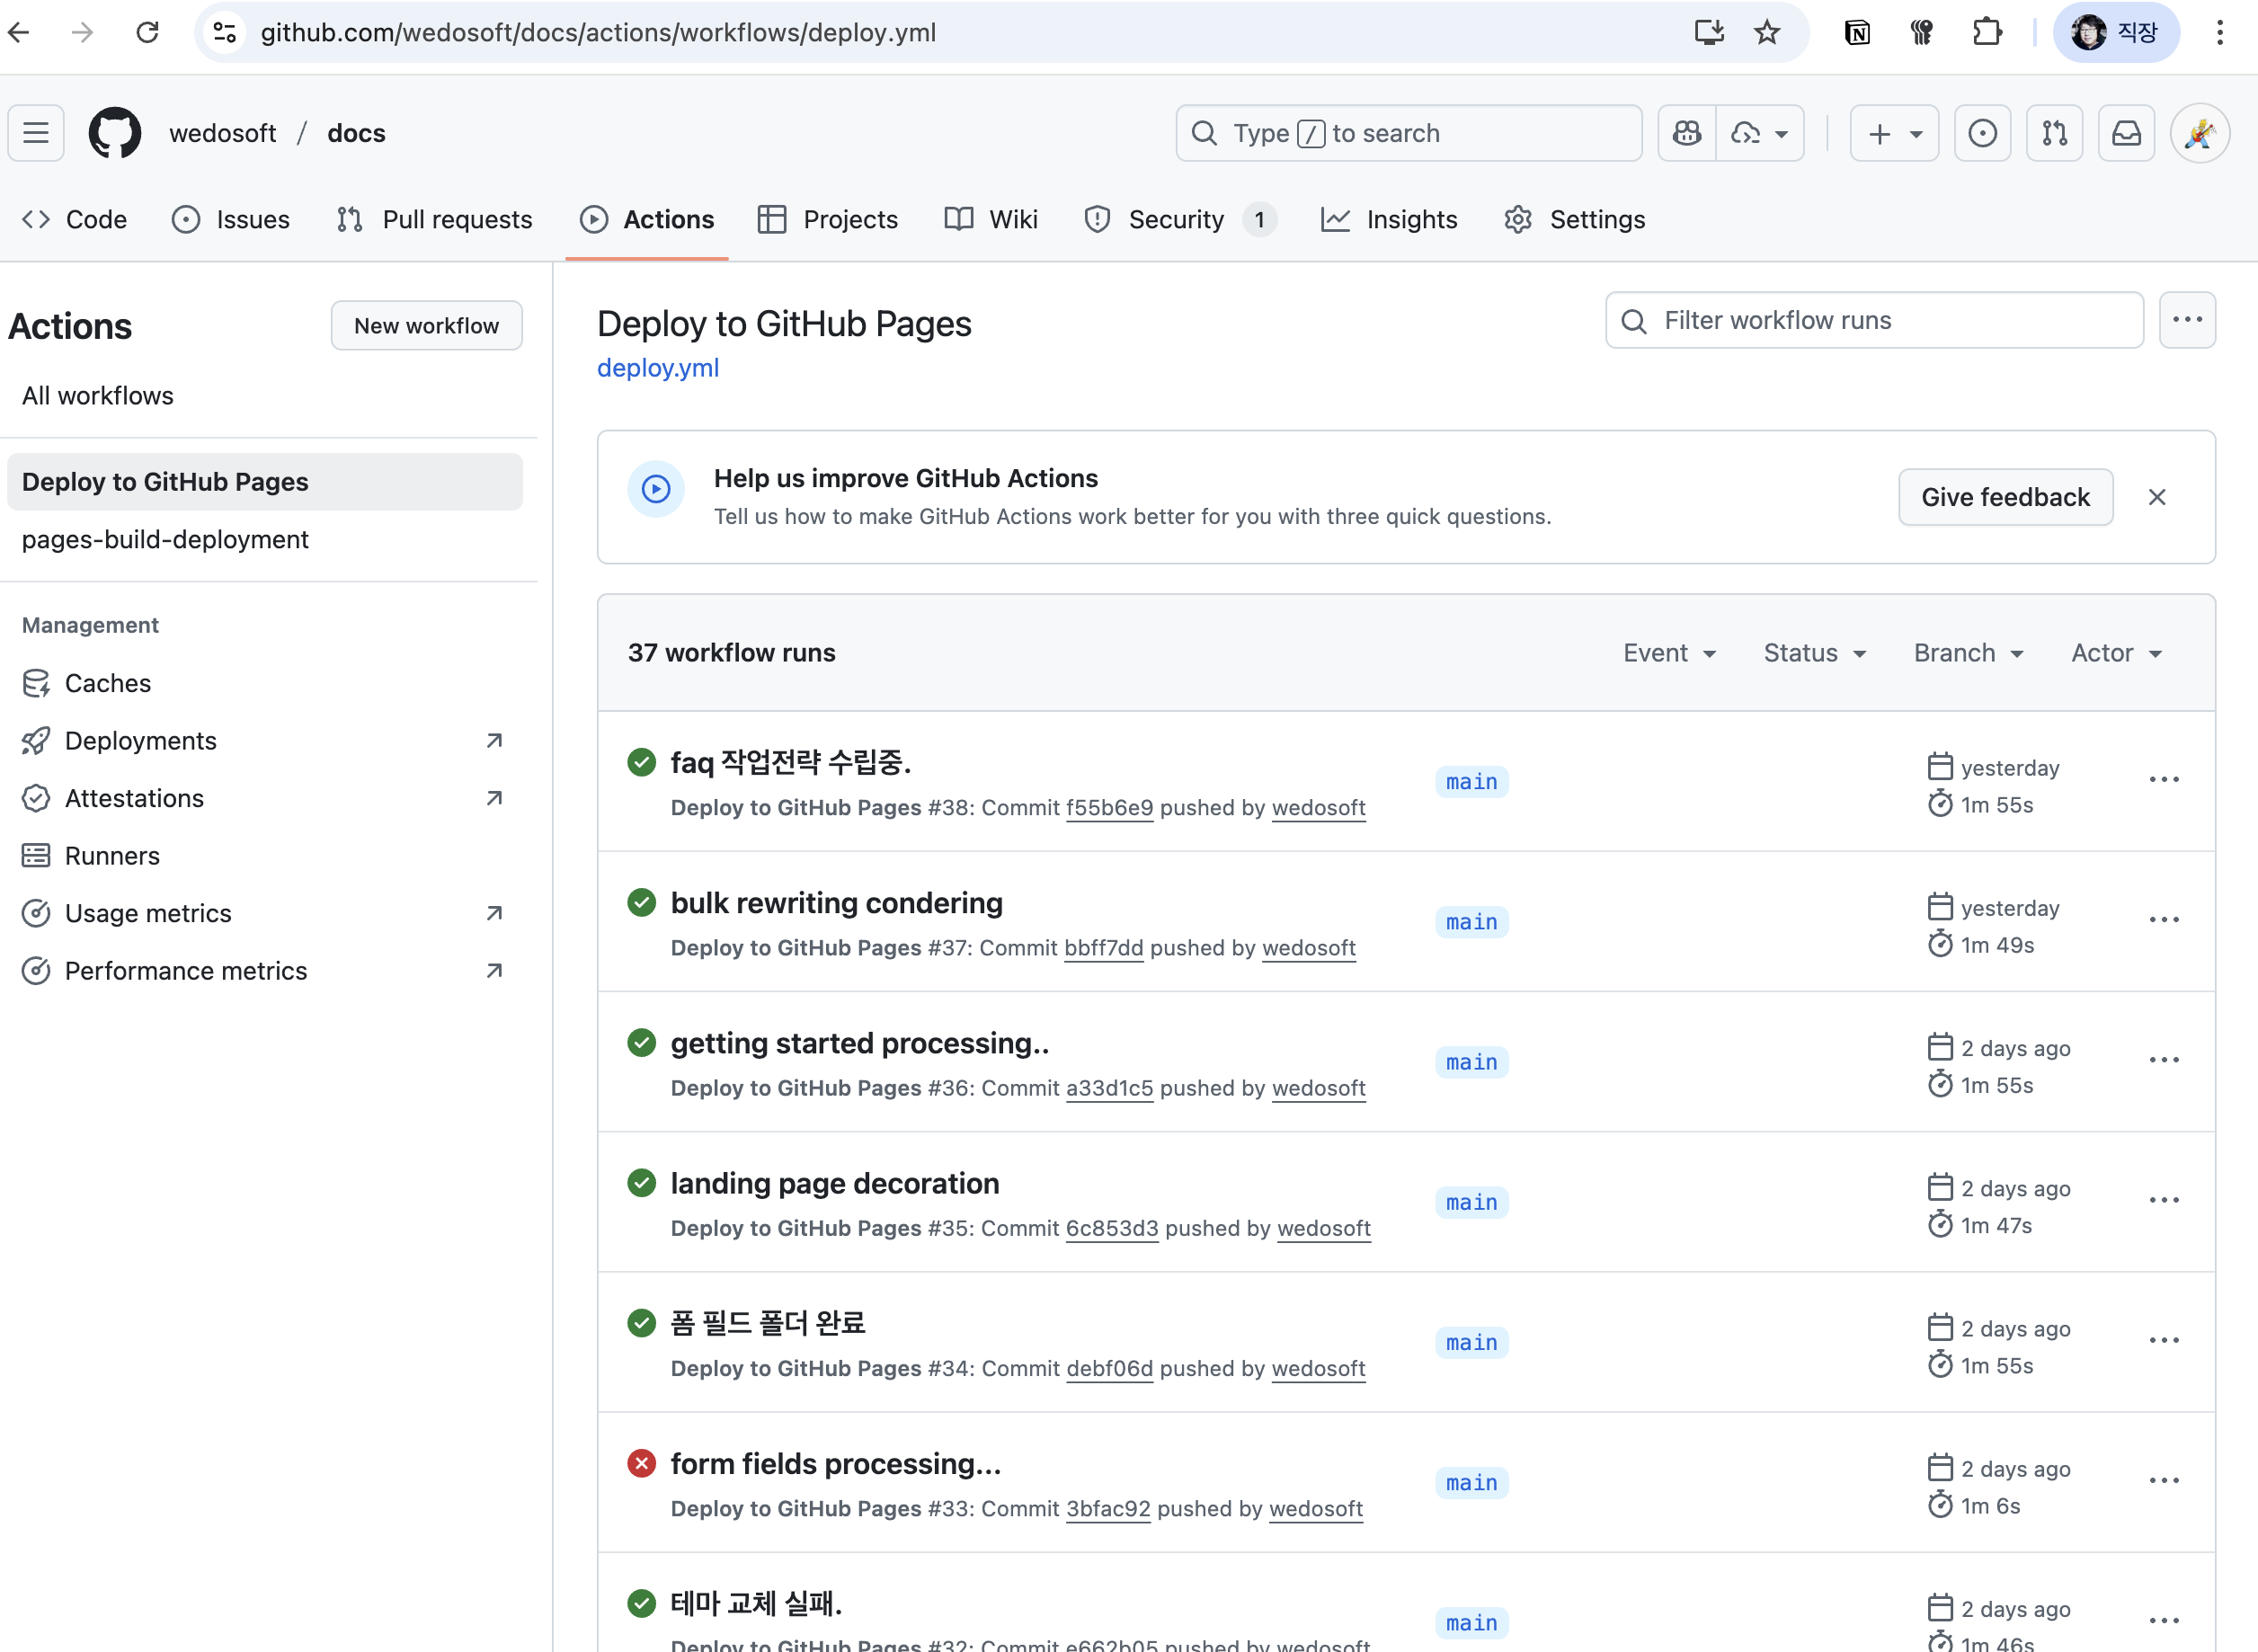 github.com/wedosoft/docs/actions/workflows/deploy.yml
직장
wedosoft / docs
Type / to search
Code
Issues
Pull requests
Actions
Projects
Wiki
Security 1
Insights
Settings
Actions
New workflow
All workflows
Deploy to GitHub Pages
pages-build-deployment
Management
Caches
Deployments
Attestations
Runners
Usage metrics
Performance metrics
Deploy to GitHub Pages
deploy.yml
Filter workflow runs
Help us improve GitHub Actions
Tell us how to make GitHub Actions work better for you with three quick questions.
Give feedback
37 workflow runs
Event
Status
Branch
Actor
faq 작업전략 수립중.
Deploy to GitHub Pages #38: Commit f55b6e9 pushed by wedosoft
main
yesterday
1m 55s
bulk rewriting condering
Deploy to GitHub Pages #37: Commit bbff7dd pushed by wedosoft
main
yesterday
1m 49s
getting started processing..
Deploy to GitHub Pages #36: Commit a33d1c5 pushed by wedosoft
main
2 days ago
1m 55s
landing page decoration
Deploy to GitHub Pages #35: Commit 6c853d3 pushed by wedosoft
main
2 days ago
1m 47s
폼 필드 폴더 완료
Deploy to GitHub Pages #34: Commit debf06d pushed by wedosoft
main
2 days ago
1m 55s
form fields processing...
Deploy to GitHub Pages #33: Commit 3bfac92 pushed by wedosoft
main
2 days ago
1m 6s
테마 교체 실패.
Deploy to GitHub Pages #32: Commit e662b05 pushed by wedosoft
main
2 days ago
1m 46s